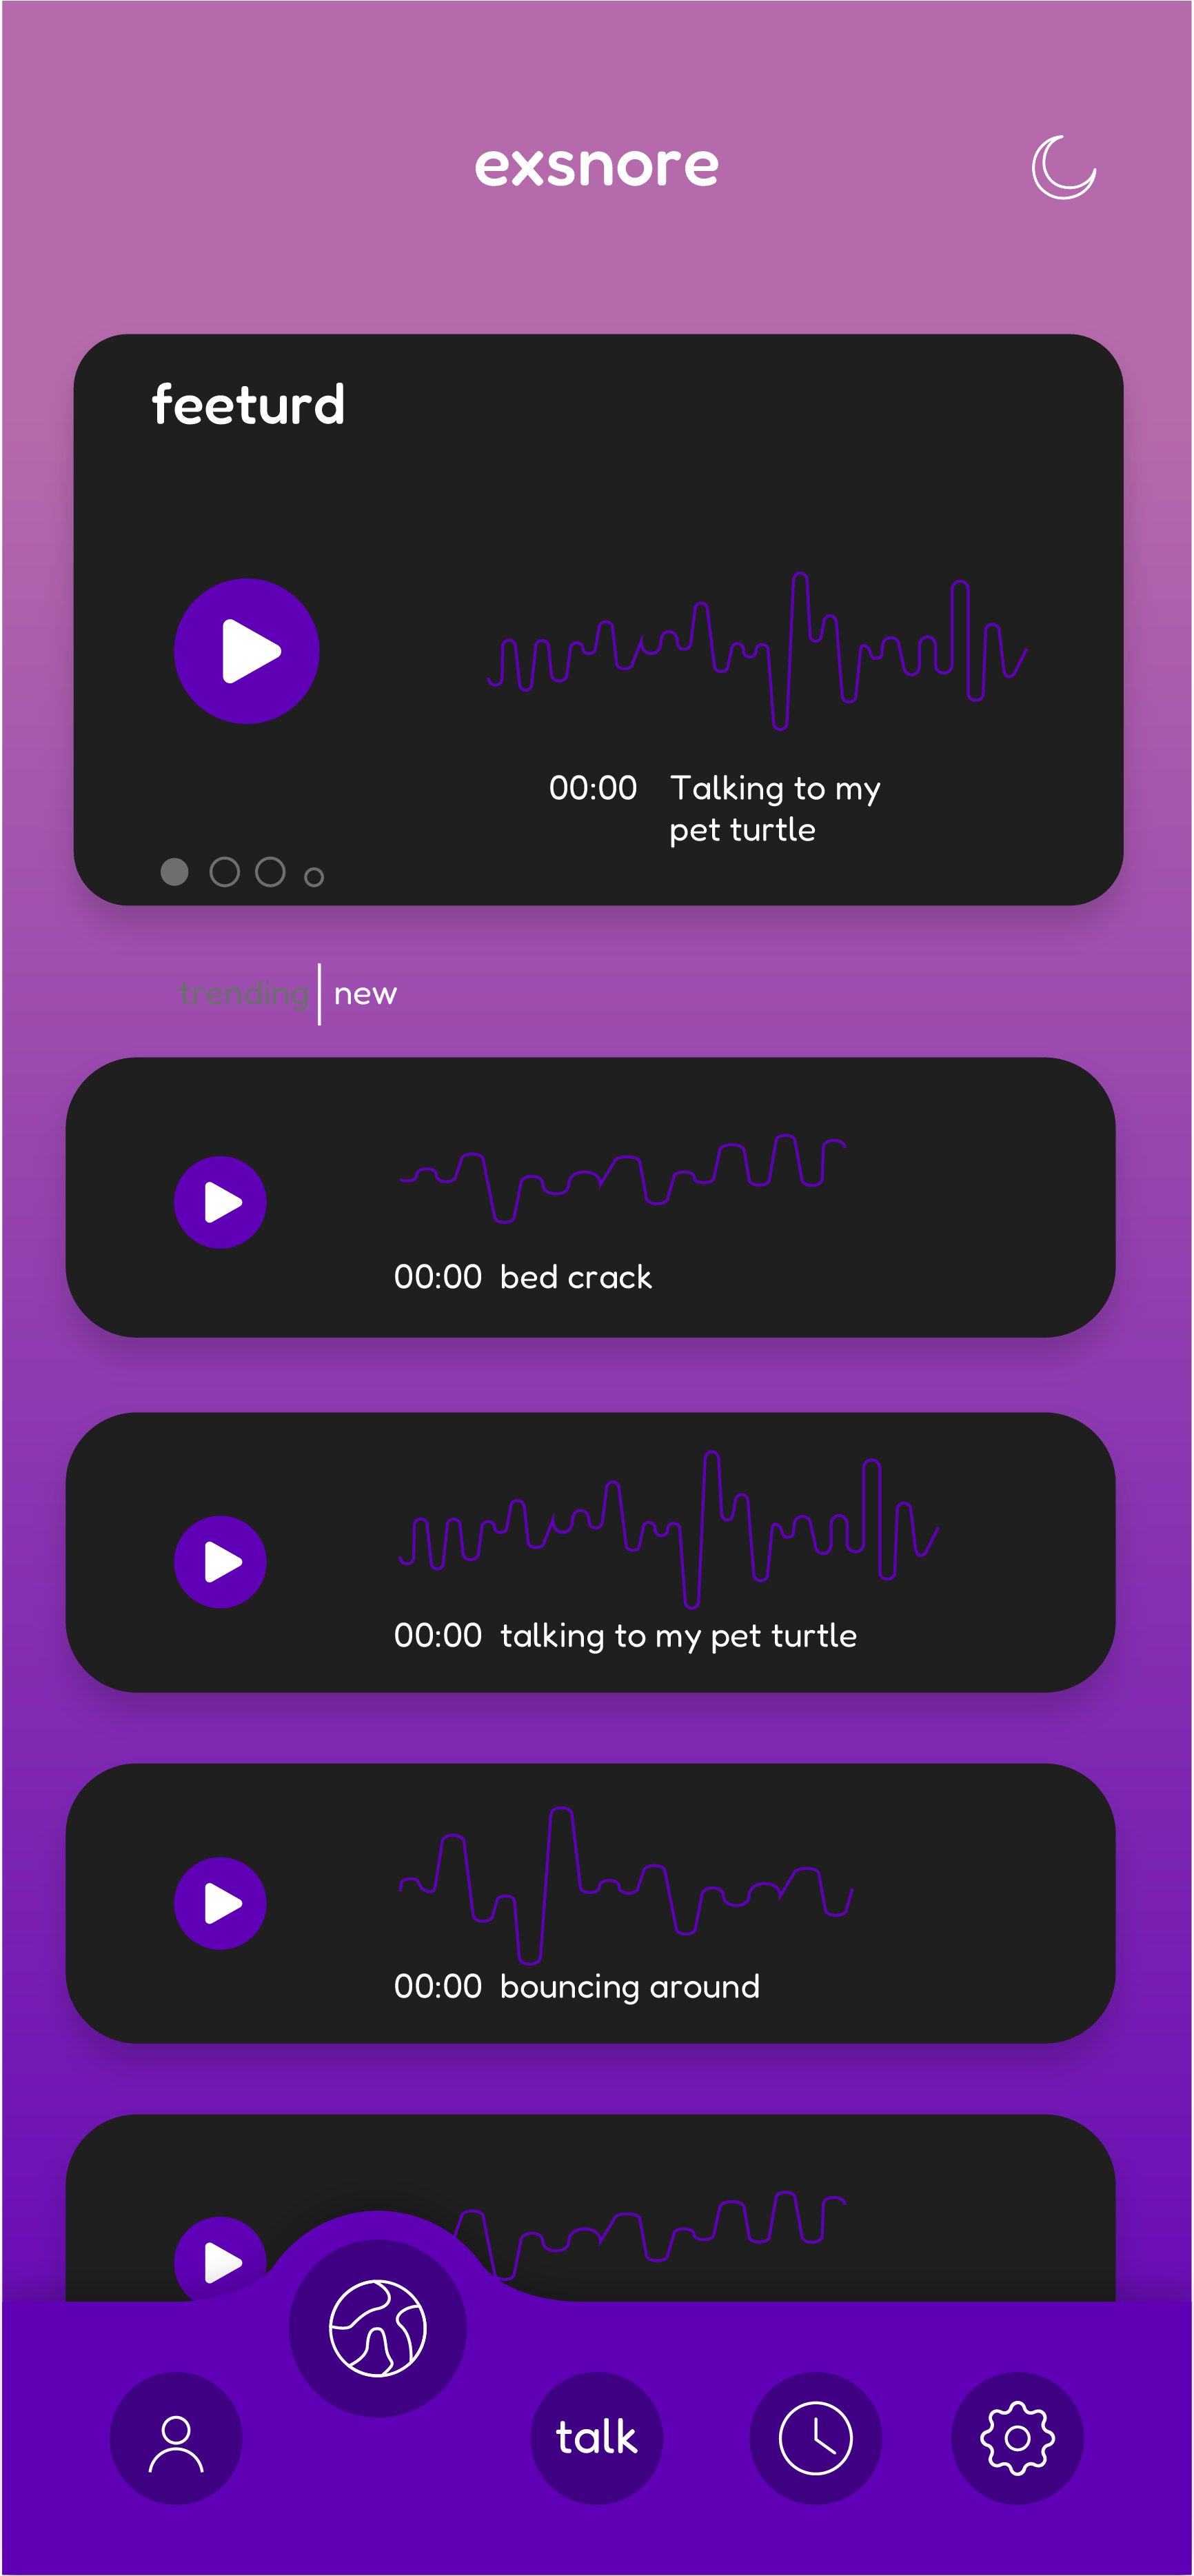 exsnore
feeturd
00:00 Talking to my
pet turtle
trending | new
00:00 bed crack
00:00 talking to my pet turtle
00:00 bouncing around
talk